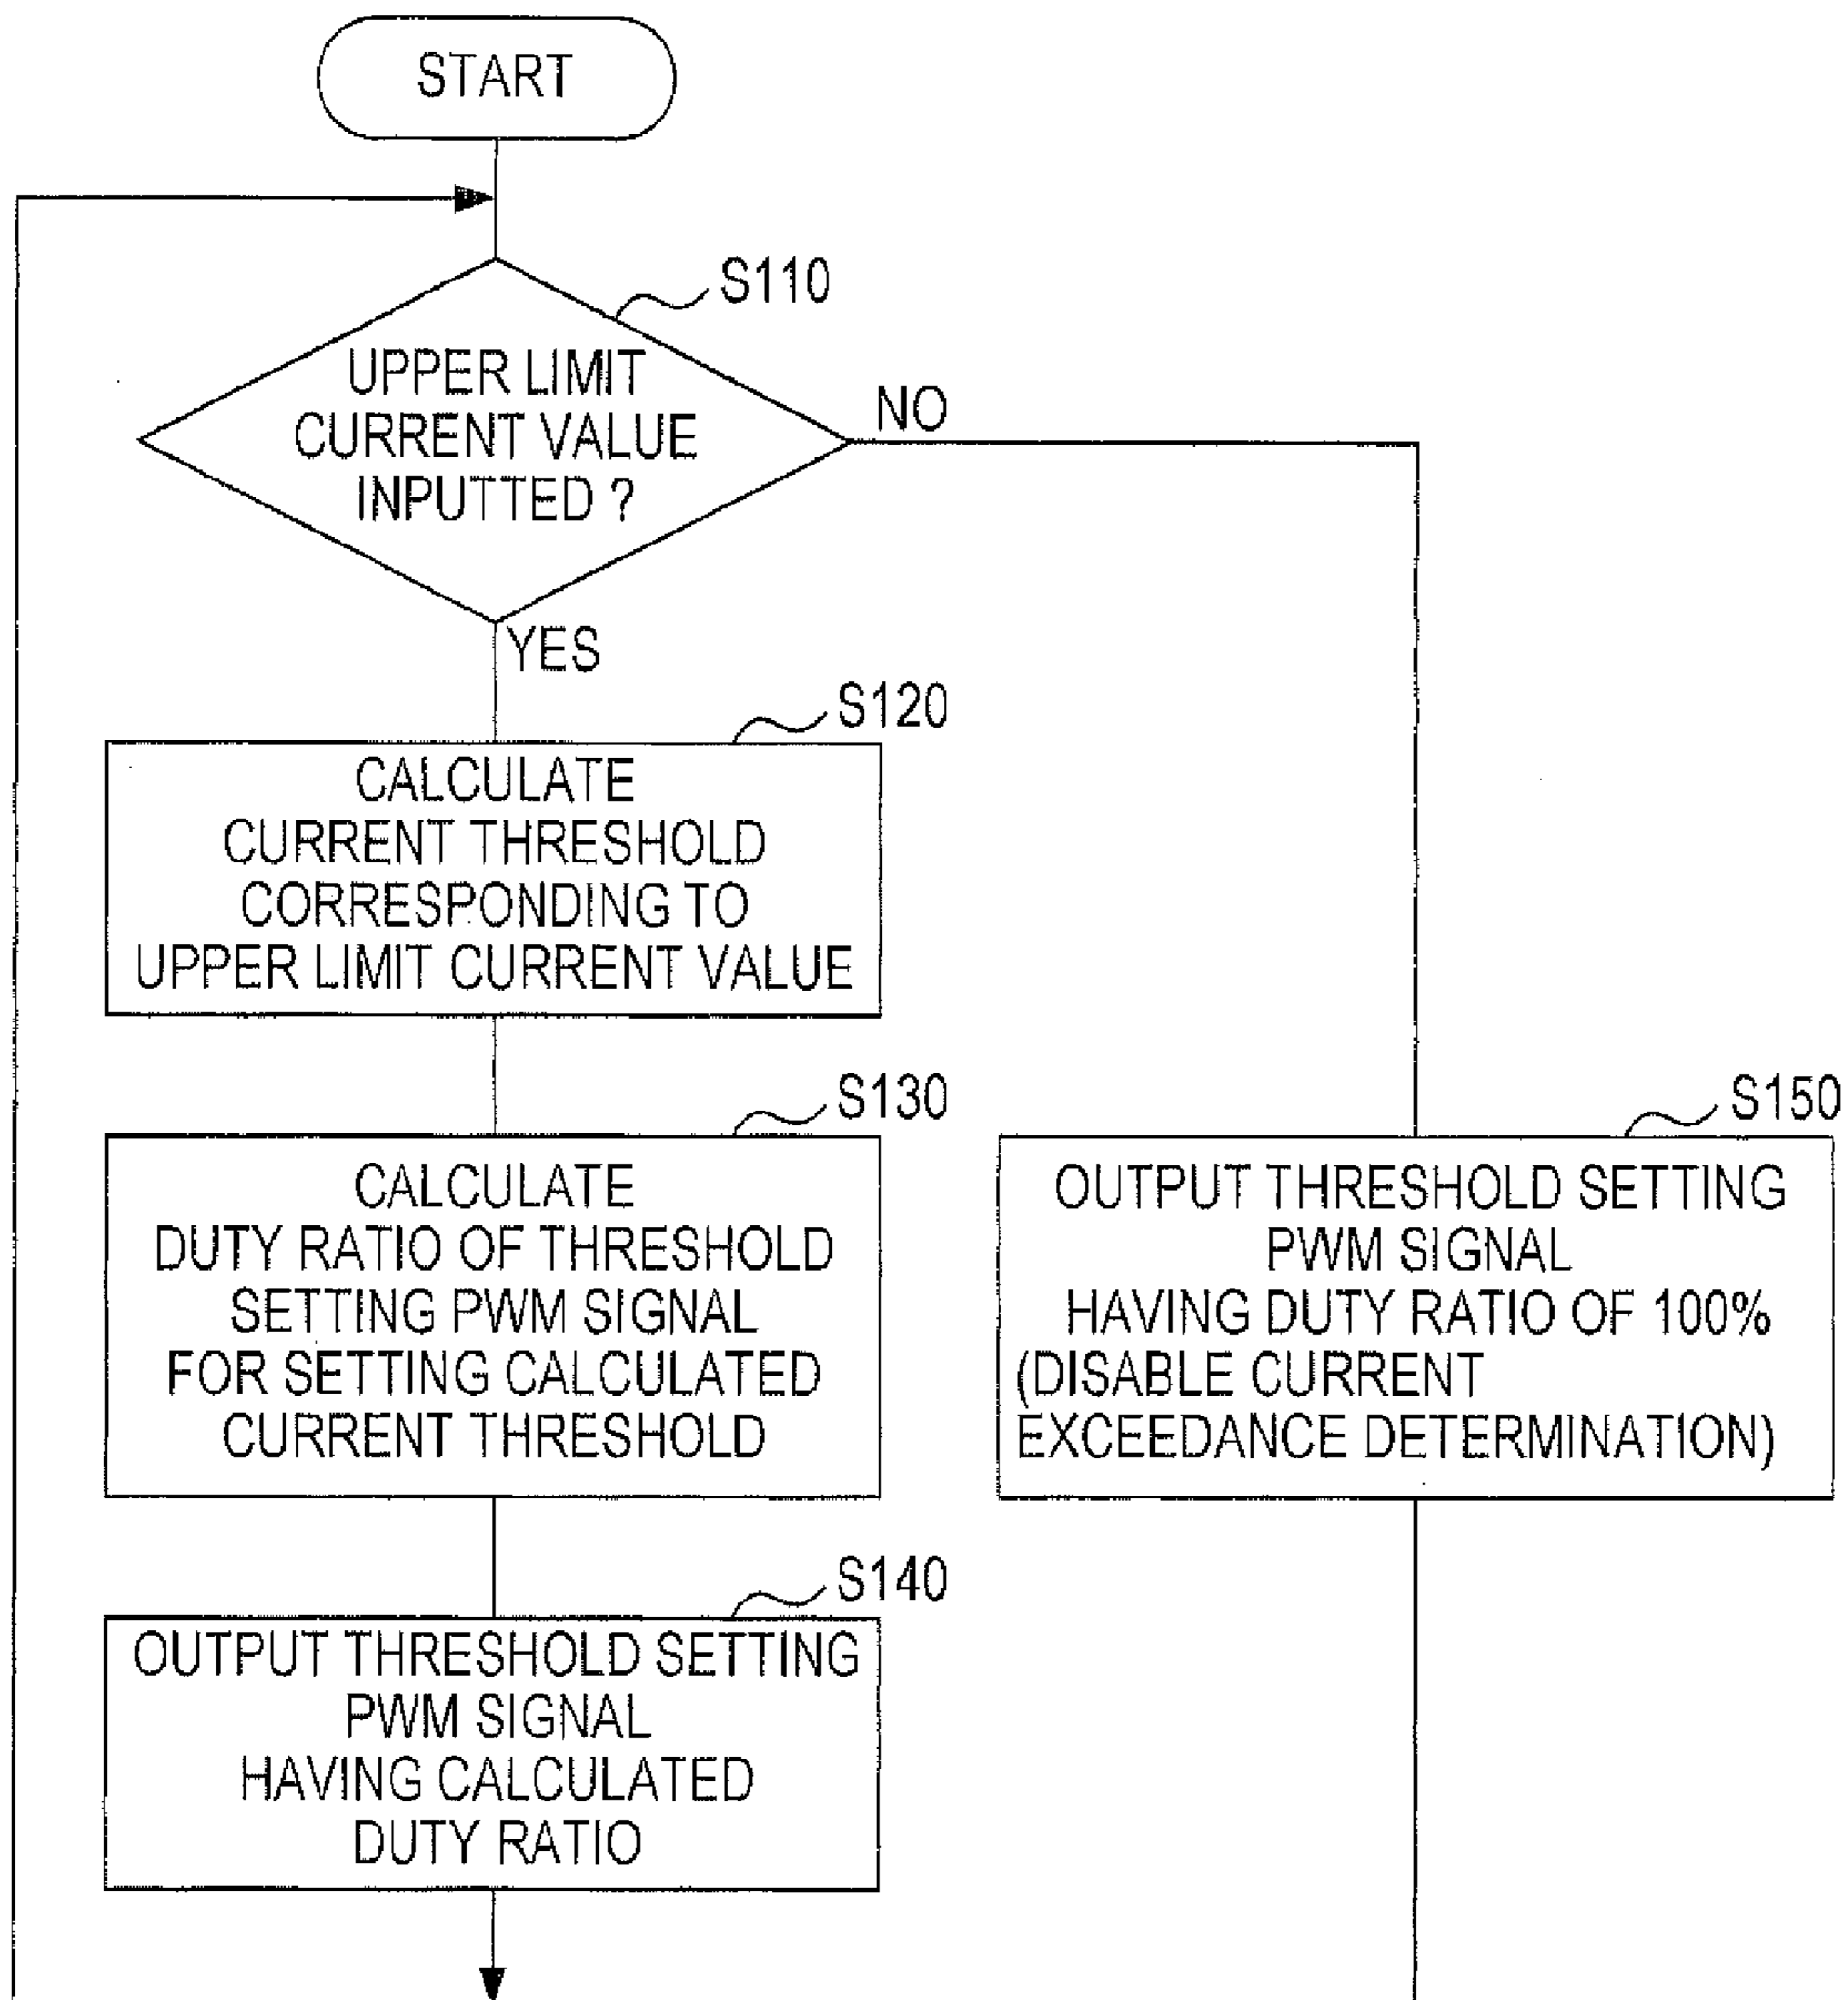 START
S110
UPPER LIMIT
CURRENT VALUE
INPUTTED ?
NO
YES
S120
CALCULATE
CURRENT THRESHOLD
CORRESPONDING TO
UPPER LIMIT CURRENT VALUE
S130
CALCULATE
DUTY RATIO OF THRESHOLD
SETTING PWM SIGNAL
FOR SETTING CALCULATED
CURRENT THRESHOLD
S150
OUTPUT THRESHOLD SETTING
PWM SIGNAL
HAVING DUTY RATIO OF 100%
(DISABLE CURRENT
EXCEEDANCE DETERMINATION)
S140
OUTPUT THRESHOLD SETTING
PWM SIGNAL
HAVING CALCULATED
DUTY RATIO